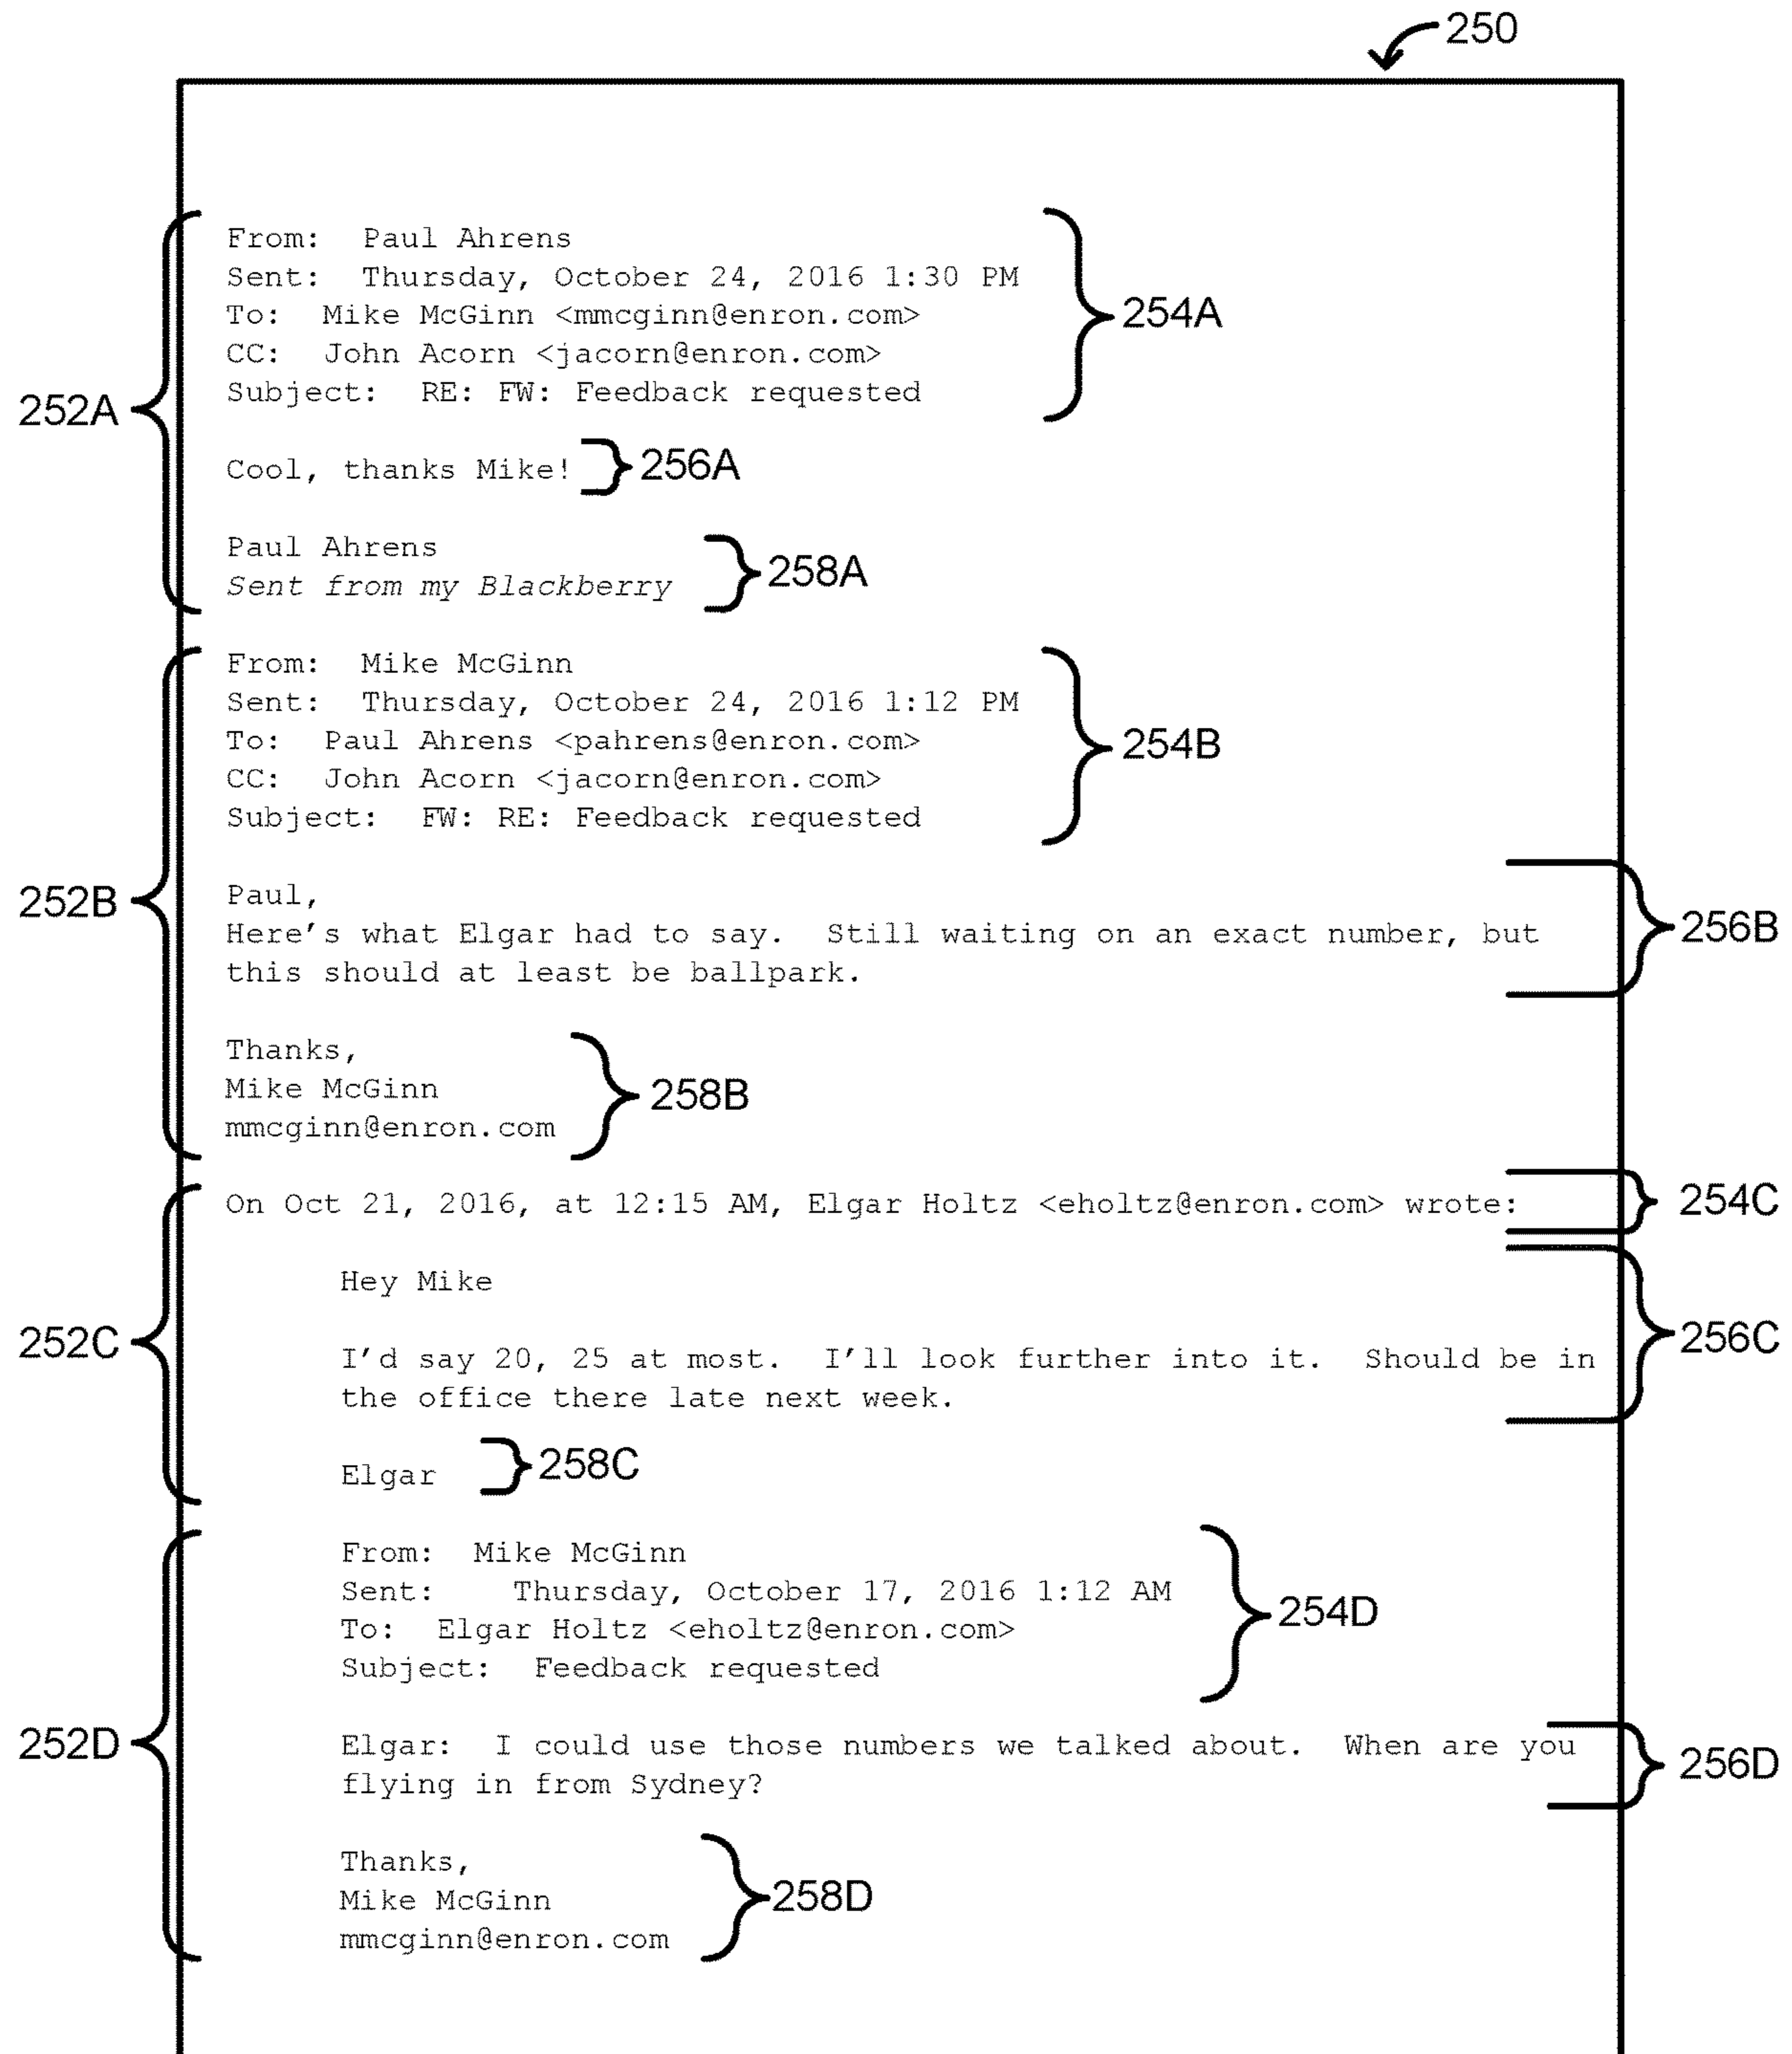 250
From: Paul Ahrens
Sent: Thursday, October 24, 2016 1:30 PM
To: Mike McGinn <mmcginn@enron.com>
CC: John Acorn <jacorn@enron.com>
Subject: RE: FW: Feedback requested
254A
252A
Cool, thanks Mike!
256A
Paul Ahrens
Sent from my Blackberry
258A
From: Mike McGinn
Sent: Thursday, October 24, 2016 1:12 PM
To: Paul Ahrens <pahrens@enron.com>
CC: John Acorn <jacorn@enron.com>
Subject: FW: RE: Feedback requested
254B
252B
Paul,
Here's what Elgar had to say. Still waiting on an exact number, but
this should at least be ballpark.
256B
Thanks,
Mike McGinn
mmcginn@enron.com
258B
On Oct 21, 2016, at 12:15 AM, Elgar Holtz <eholtz@enron.com> wrote:
254C
252C
Hey Mike
I'd say 20, 25 at most. I'll look further into it. Should be in
the office there late next week.
256C
Elgar
258C
From: Mike McGinn
Sent: Thursday, October 17, 2016 1:12 AM
To: Elgar Holtz <eholtz@enron.com>
Subject: Feedback requested
254D
252D
Elgar: I could use those numbers we talked about. When are you
flying in from Sydney?
256D
Thanks,
Mike McGinn
mmcginn@enron.com
258D